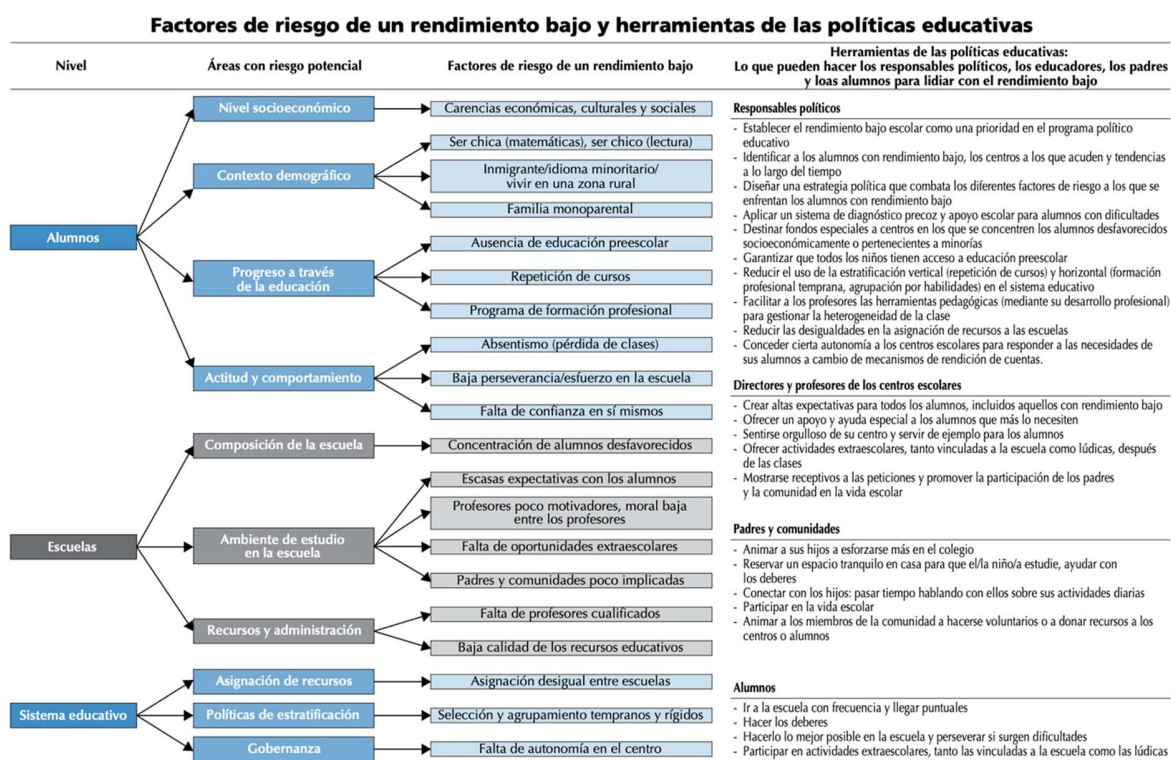 Factores de riesgo de un rendimiento bajo y herramientas de las políticas educativas
Nivel
Áreas con riesgo potencial
Factores de riesgo de un rendimiento bajo
Herramientas de las políticas educativas:
Lo que pueden hacer los responsables políticos, los educadores, los padres
y loas alumnos para lidiar con el rendimiento bajo
Alumnos
Nivel socioeconómico
Carencias económicas, culturales y sociales
Contexto demográfico
Ser chica (matemáticas), ser chico (lectura)
Inmigrante/idioma minoritario/
vivir en una zona rural
Familia monoparental
Progreso a través
de la educación
Ausencia de educación preescolar
Repetición de cursos
Programa de formación profesional
Actitud y comportamiento
Absentismo (pérdida de clases)
Baja perseverancia/esfuerzo en la escuela
Falta de confianza en sí mismos
Escuelas
Composición de la escuela
Concentración de alumnos desfavorecidos
Ambiente de estudio
en la escuela
Escasas expectativas con los alumnos
Profesores poco motivadores, moral baja
entre los profesores
Falta de oportunidades extraescolares
Padres y comunidades poco implicadas
Recursos y administración
Falta de profesores cualificados
Baja calidad de los recursos educativos
Sistema educativo
Asignación de recursos
Asignación desigual entre escuelas
Políticas de estratificación
Selección y agrupamiento tempranos y rígidos
Gobernanza
Falta de autonomía en el centro
Responsables políticos
- Establecer el rendimiento bajo escolar como una prioridad en el programa político
educativo
- Identificar a los alumnos con rendimiento bajo, los centros a los que acuden y tendencias
a lo largo del tiempo
- Diseñar una estrategia política que combata los diferentes factores de riesgo a los que se
enfrentan los alumnos con rendimiento bajo
- Aplicar un sistema de diagnóstico precoz y apoyo escolar para alumnos con dificultades
- Destinar fondos especiales a centros en los que se concentren los alumnos desfavorecidos
socioeconómicamente o pertenecientes a minorías
- Garantizar que todos los niños tienen acceso a educación preescolar
- Reducir el uso de la estratificación vertical (repetición de cursos) y horizontal (formación
profesional temprana, agrupación por habilidades) en el sistema educativo
- Facilitar a los profesores las herramientas pedagógicas (mediante su desarrollo profesional)
para gestionar la heterogeneidad de la clase
- Reducir las desigualdades en la asignación de recursos a las escuelas
- Conceder cierta autonomía a los centros escolares para responder a las necesidades de
sus alumnos a cambio de mecanismos de rendición de cuentas.
Directores y profesores de los centros escolares
- Crear altas expectativas para todos los alumnos, incluidos aquellos con rendimiento bajo
- Ofrecer un apoyo y ayuda especial a los alumnos que más lo necesiten
- Sentirse orgulloso de su centro y servir de ejemplo para los alumnos
- Ofrecer actividades extraescolares, tanto vinculadas a la escuela como lúdicas, después
de las clases
- Mostrarse receptivos a las peticiones y promover la participación de los padres
y la comunidad en la vida escolar
Padres y comunidades
- Animar a sus hijos a esforzarse más en el colegio
- Reservar un espacio tranquilo en casa para que el/la niño/a estudie, ayudar con
los deberes
- Conectar con los hijos: pasar tiempo hablando con ellos sobre sus actividades diarias
- Participar en la vida escolar
- Animar a los miembros de la comunidad a hacerse voluntarios o a donar recursos a los
centros o alumnos
Alumnos
- Ir a la escuela con frecuencia y llegar puntuales
- Hacer los deberes
- Hacerlo lo mejor posible en la escuela y perseverar si surgen dificultades
- Participar en actividades extraescolares, tanto las vinculadas a la escuela como las lúdicas